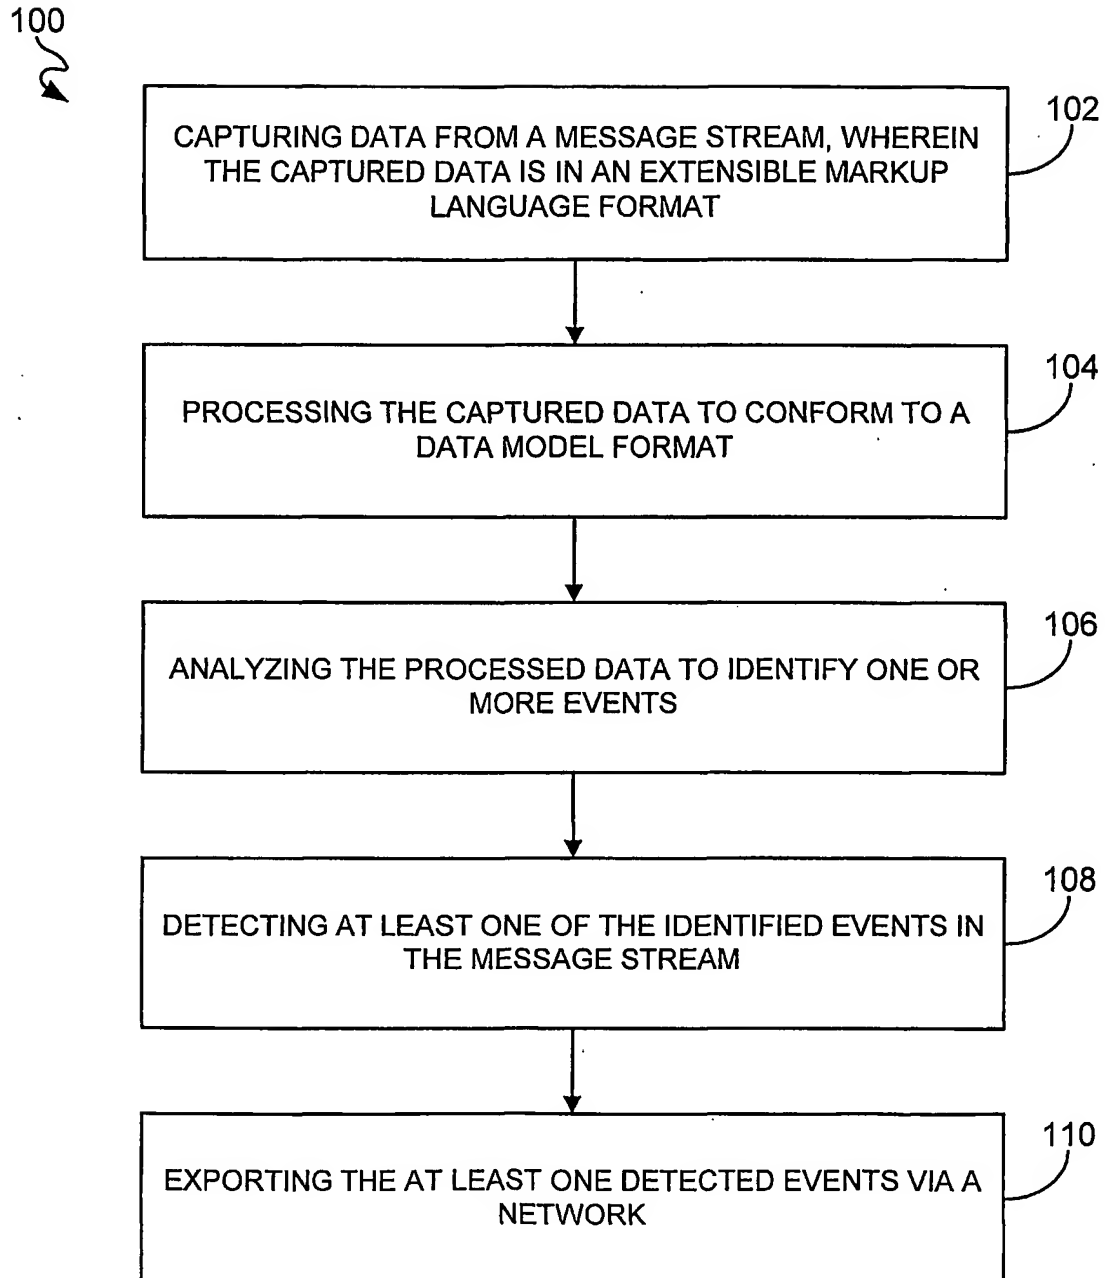 100
CAPTURING DATA FROM A MESSAGE STREAM, WHEREIN
THE CAPTURED DATA IS IN AN EXTENSIBLE MARKUP
LANGUAGE FORMAT
102
PROCESSING THE CAPTURED DATA TO CONFORM TO A
DATA MODEL FORMAT
104
ANALYZING THE PROCESSED DATA TO IDENTIFY ONE OR
MORE EVENTS
106
DETECTING AT LEAST ONE OF THE IDENTIFIED EVENTS IN
THE MESSAGE STREAM
108
EXPORTING THE AT LEAST ONE DETECTED EVENTS VIA A
NETWORK
110